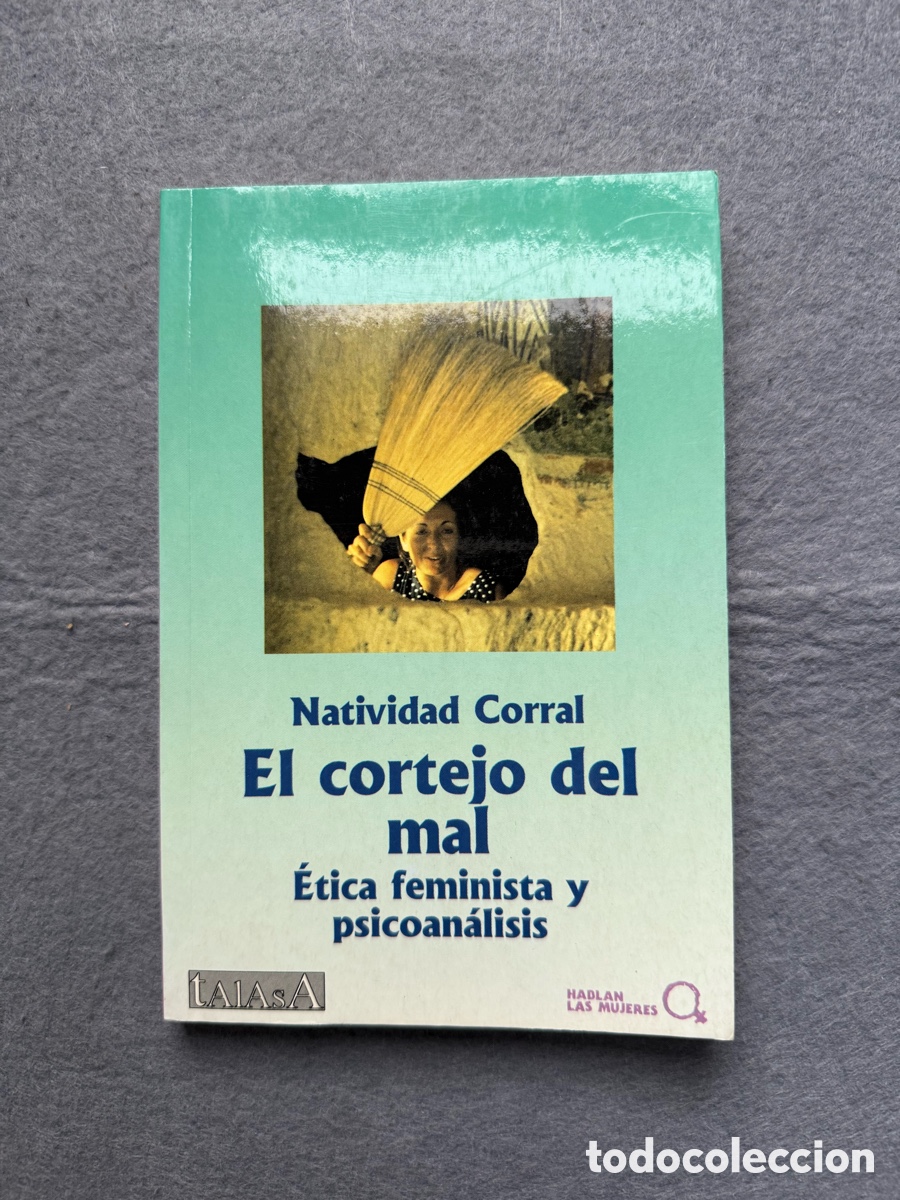 Natividad Corral
El cortejo del
mal
Ética feminista y
psicoanálisis
tAlAsA
HABLAN
LAS MUJERES
todocoleccion